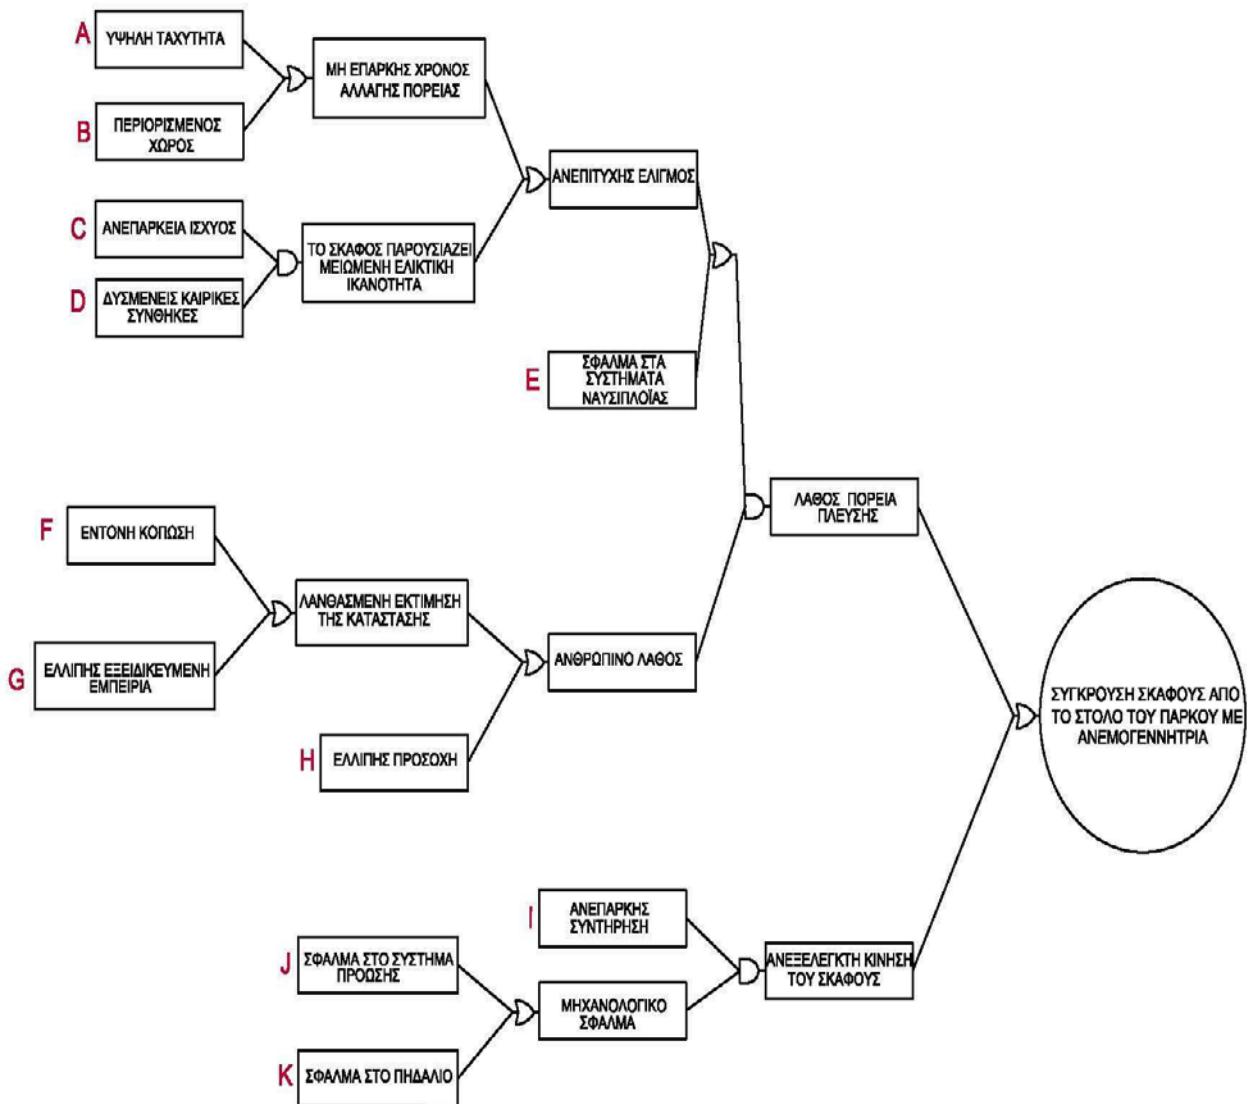 A
ΥΨΗΛΗ ΤΑΧΥΤΗΤΑ
ΜΗ ΕΠΑΡΚΗΣ ΧΡΟΝΟΣ
ΑΛΛΑΓΗΣ ΠΟΡΕΙΑΣ
B
ΠΕΡΙΟΡΙΣΜΕΝΟΣ
ΧΩΡΟΣ
ΑΝΕΠΙΤΥΧΗΣ ΕΛΙΓΜΟΣ
C
ΑΝΕΠΑΡΚΕΙΑ ΙΣΧΥΟΣ
ΤΟ ΣΚΑΦΟΣ ΠΑΡΟΥΣΙΑΖΕΙ
ΜΕΙΩΜΕΝΗ ΕΛΙΚΤΙΚΗ
ΙΚΑΝΟΤΗΤΑ
D
ΔΥΣΜΕΝΕΙΣ ΚΑΙΡΙΚΕΣ
ΣΥΝΘΗΚΕΣ
E
ΣΦΑΛΜΑ ΣΤΑ
ΣΥΣΤΗΜΑΤΑ
ΝΑΥΣΙΠΛΟΪΑΣ
ΛΑΘΟΣ ΠΟΡΕΙΑ
ΠΛΕΥΣΗΣ
F
ΕΝΤΟΝΗ ΚΟΠΩΣΗ
ΛΑΝΘΑΣΜΕΝΗ ΕΚΤΙΜΗΣΗ
ΤΗΣ ΚΑΤΑΣΤΑΣΗΣ
G
ΕΛΛΙΠΗΣ ΕΞΕΙΔΙΚΕΥΜΕΝΗ
ΕΜΠΕΙΡΙΑ
ΑΝΘΡΩΠΙΝΟ ΛΑΘΟΣ
H
ΕΛΛΙΠΗΣ ΠΡΟΣΟΧΗ
ΣΥΓΚΡΟΥΣΗ ΣΚΑΦΟΥΣ ΑΠΟ
ΤΟ ΣΤΟΛΟ ΤΟΥ ΠΑΡΚΟΥ ΜΕ
ΑΝΕΜΟΓΕΝΝΗΤΡΙΑ
I
ΑΝΕΠΑΡΚΗΣ
ΣΥΝΤΗΡΗΣΗ
J
ΣΦΑΛΜΑ ΣΤΟ ΣΥΣΤΗΜΑ
ΠΡΟΩΣΗΣ
ΑΝΕΞΕΛΕΓΚΤΗ ΚΙΝΗΣΗ
ΤΟΥ ΣΚΑΦΟΥΣ
ΜΗΧΑΝΟΛΟΓΙΚΟ
ΣΦΑΛΜΑ
K
ΣΦΑΛΜΑ ΣΤΟ ΠΗΔΑΛΙΟ